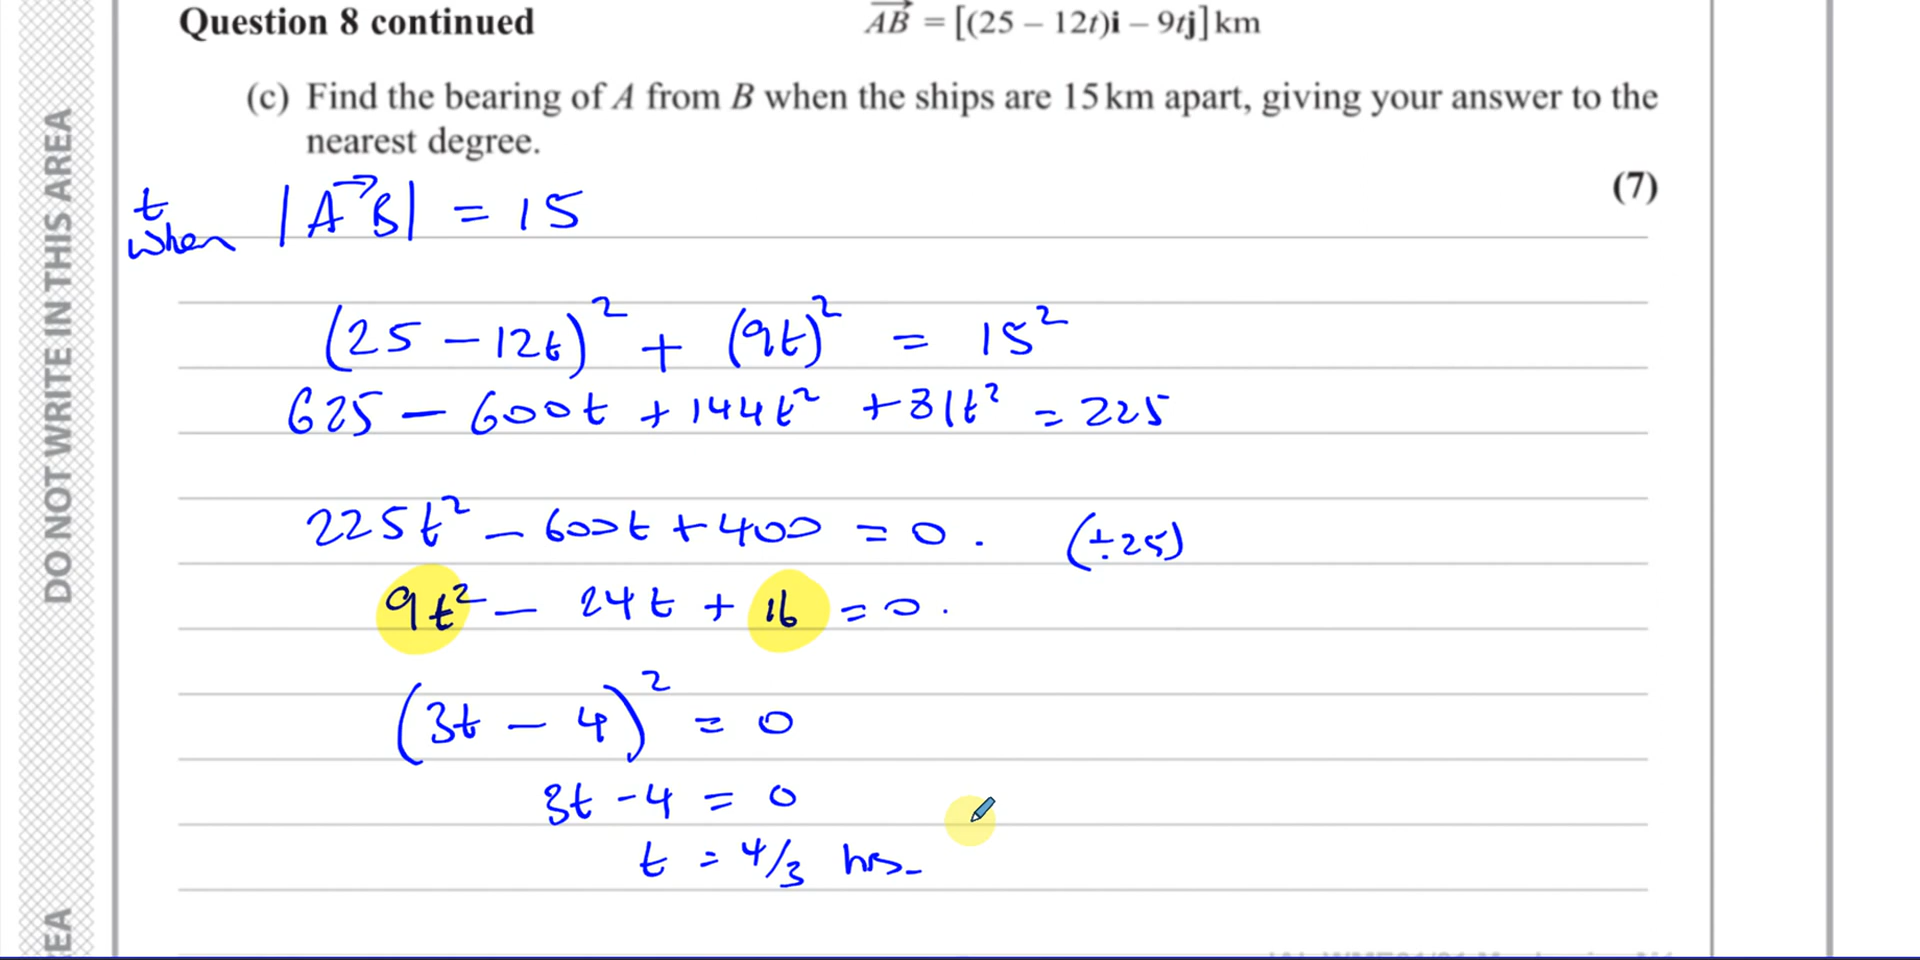 Question 8 continued
AB = [(25 – 12t)i – 9tj] km
(c) Find the bearing of A from B when the ships are 15 km apart, giving your answer to the
nearest degree.
(7)
t
when |AB| = 15
(25 – 12t)² + (9t)² = 15²
625 – 600t + 144t² + 81t² = 225
225t² – 600t + 400 = 0 . (÷25)
9t² – 24t + 16 = 0 .
(3t – 4)² = 0
3t – 4 = 0
t = 4/3 hrs
DO NOT WRITE IN THIS AREA
EA